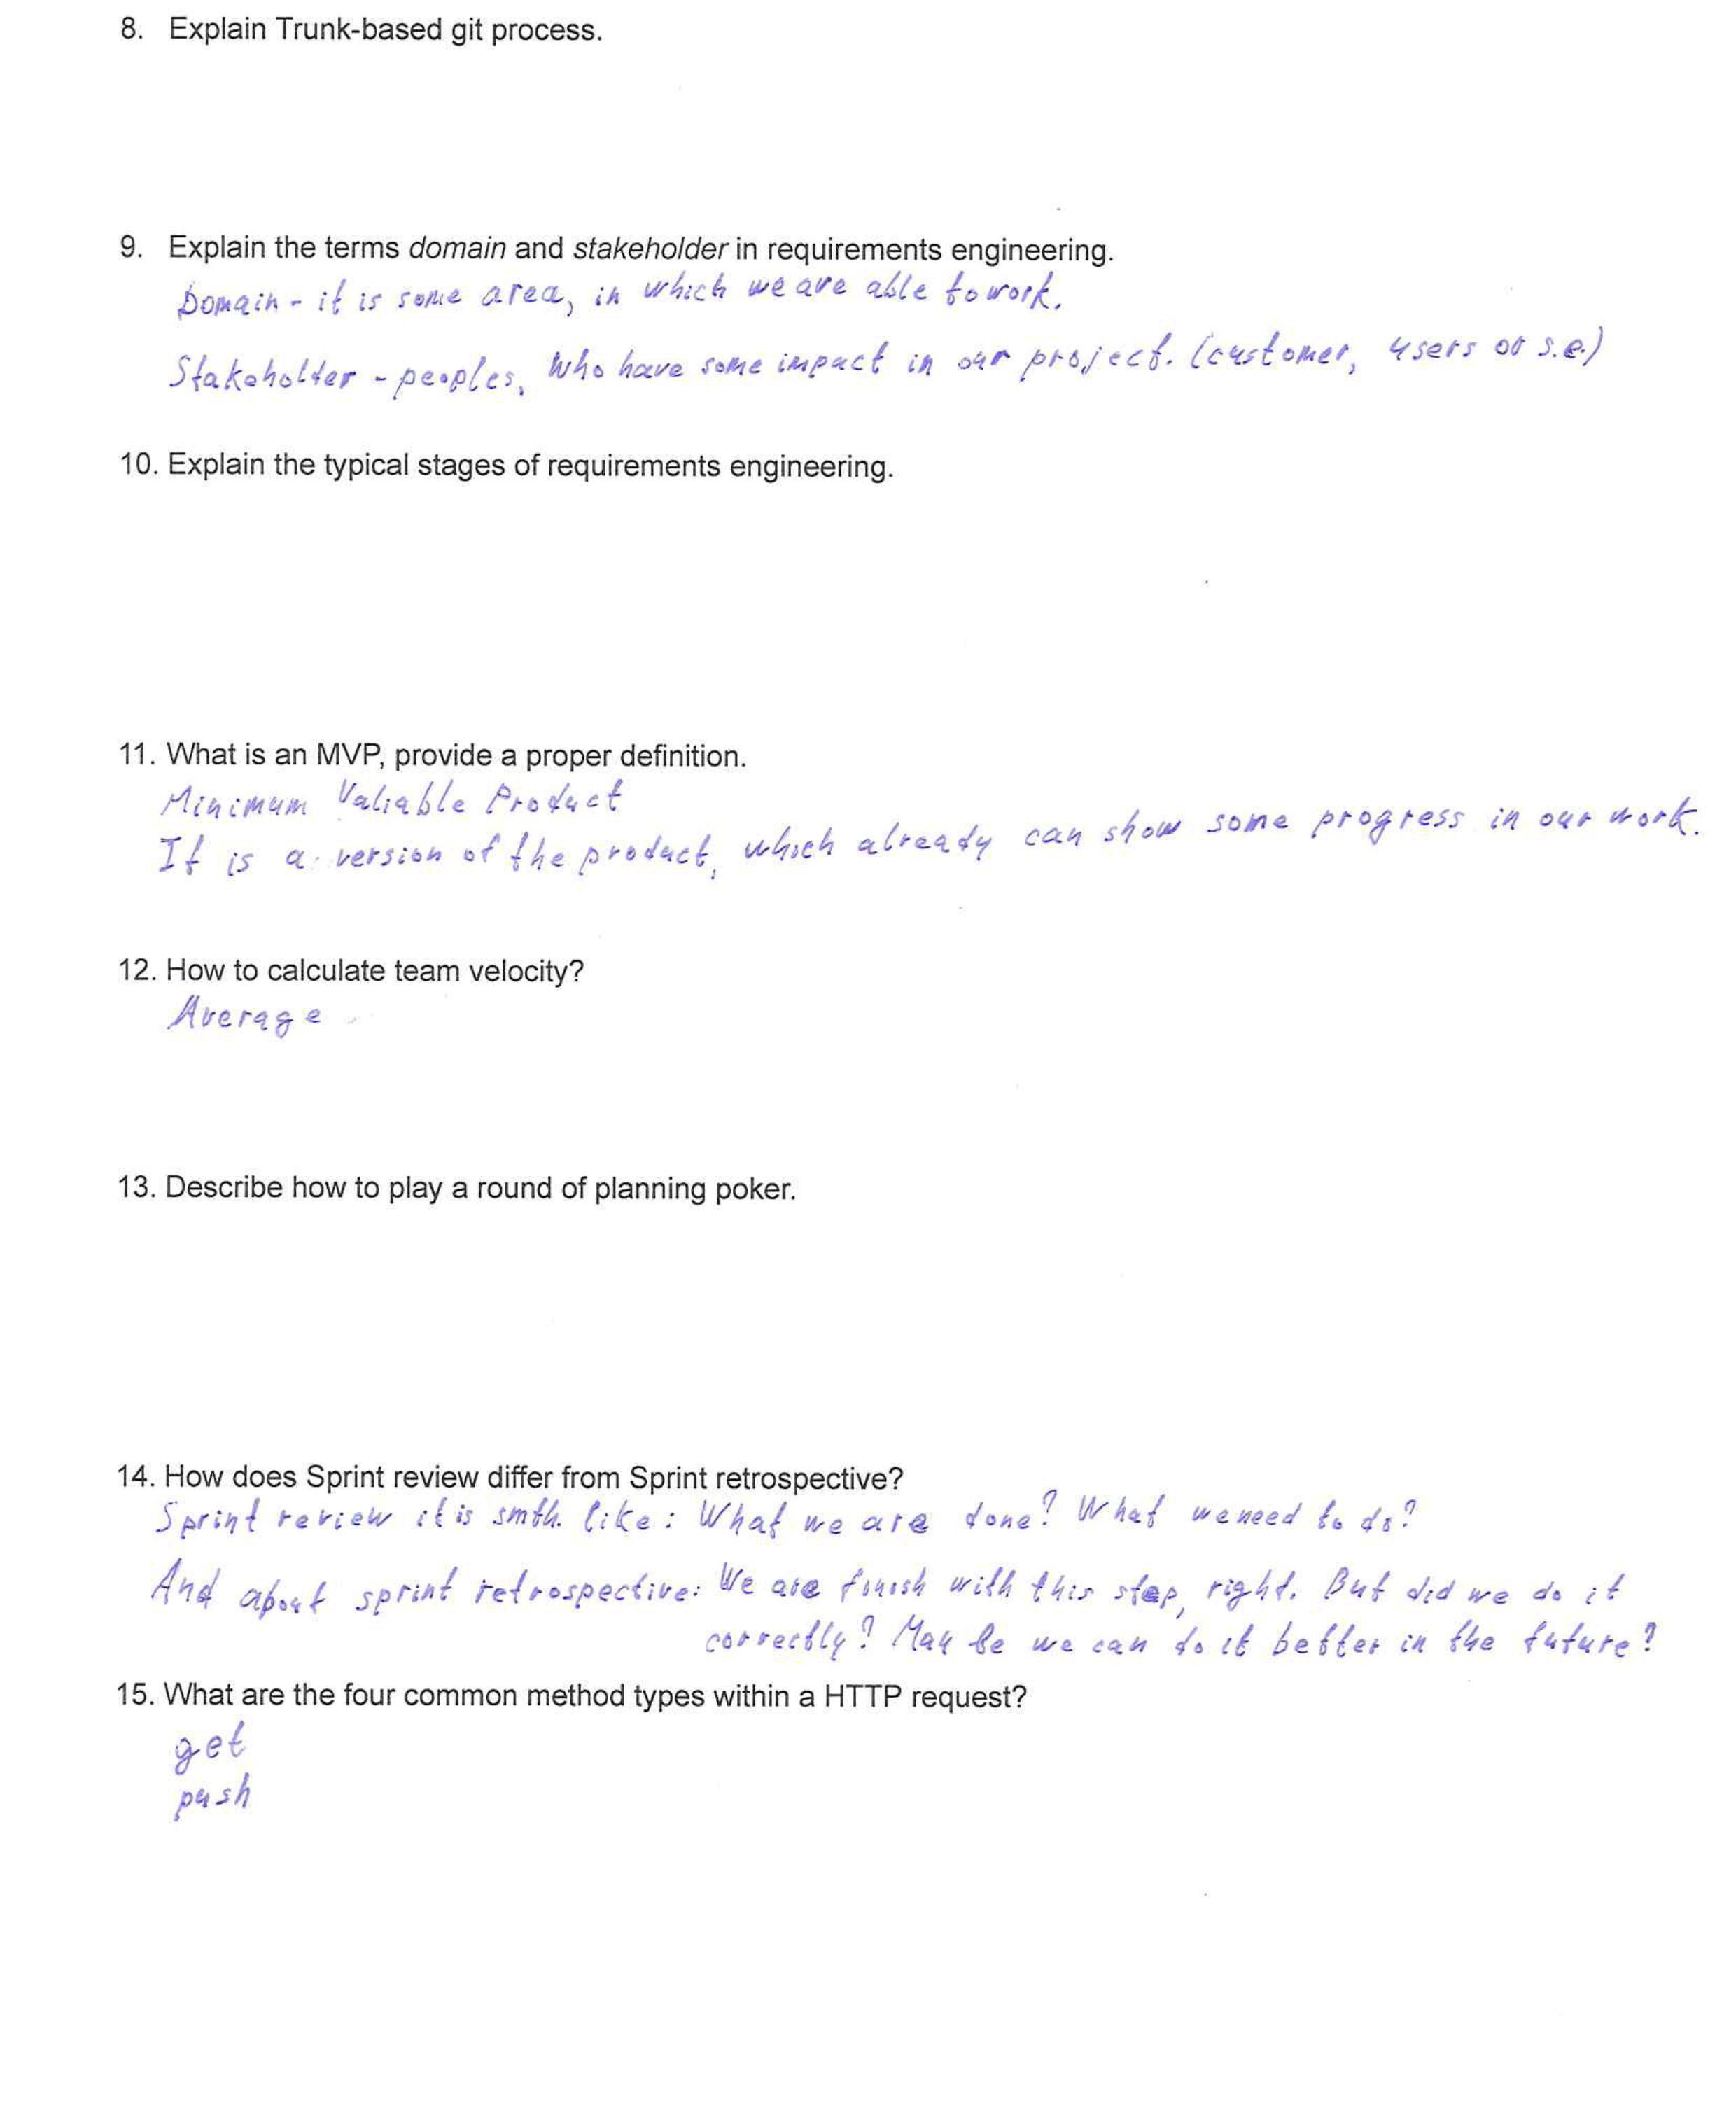 8. Explain Trunk-based git process.
9. Explain the terms domain and stakeholder in requirements engineering.
Domain - it is some area, in which we are able to work.
Stakeholder - peoples, who have some impact in our project. (customer, users or s.e.)
10. Explain the typical stages of requirements engineering.
11. What is an MVP, provide a proper definition.
Minimum Valiable Product
It is a version of the product, which already can show some progress in our work.
12. How to calculate team velocity?
Average
13. Describe how to play a round of planning poker.
14. How does Sprint review differ from Sprint retrospective?
Sprint review it is smth. like: What we are done? What we need to do?
And about sprint retrospective: We are finish with this step, right. But did we do it
correctly? May be we can do it better in the future?
15. What are the four common method types within a HTTP request?
get
push